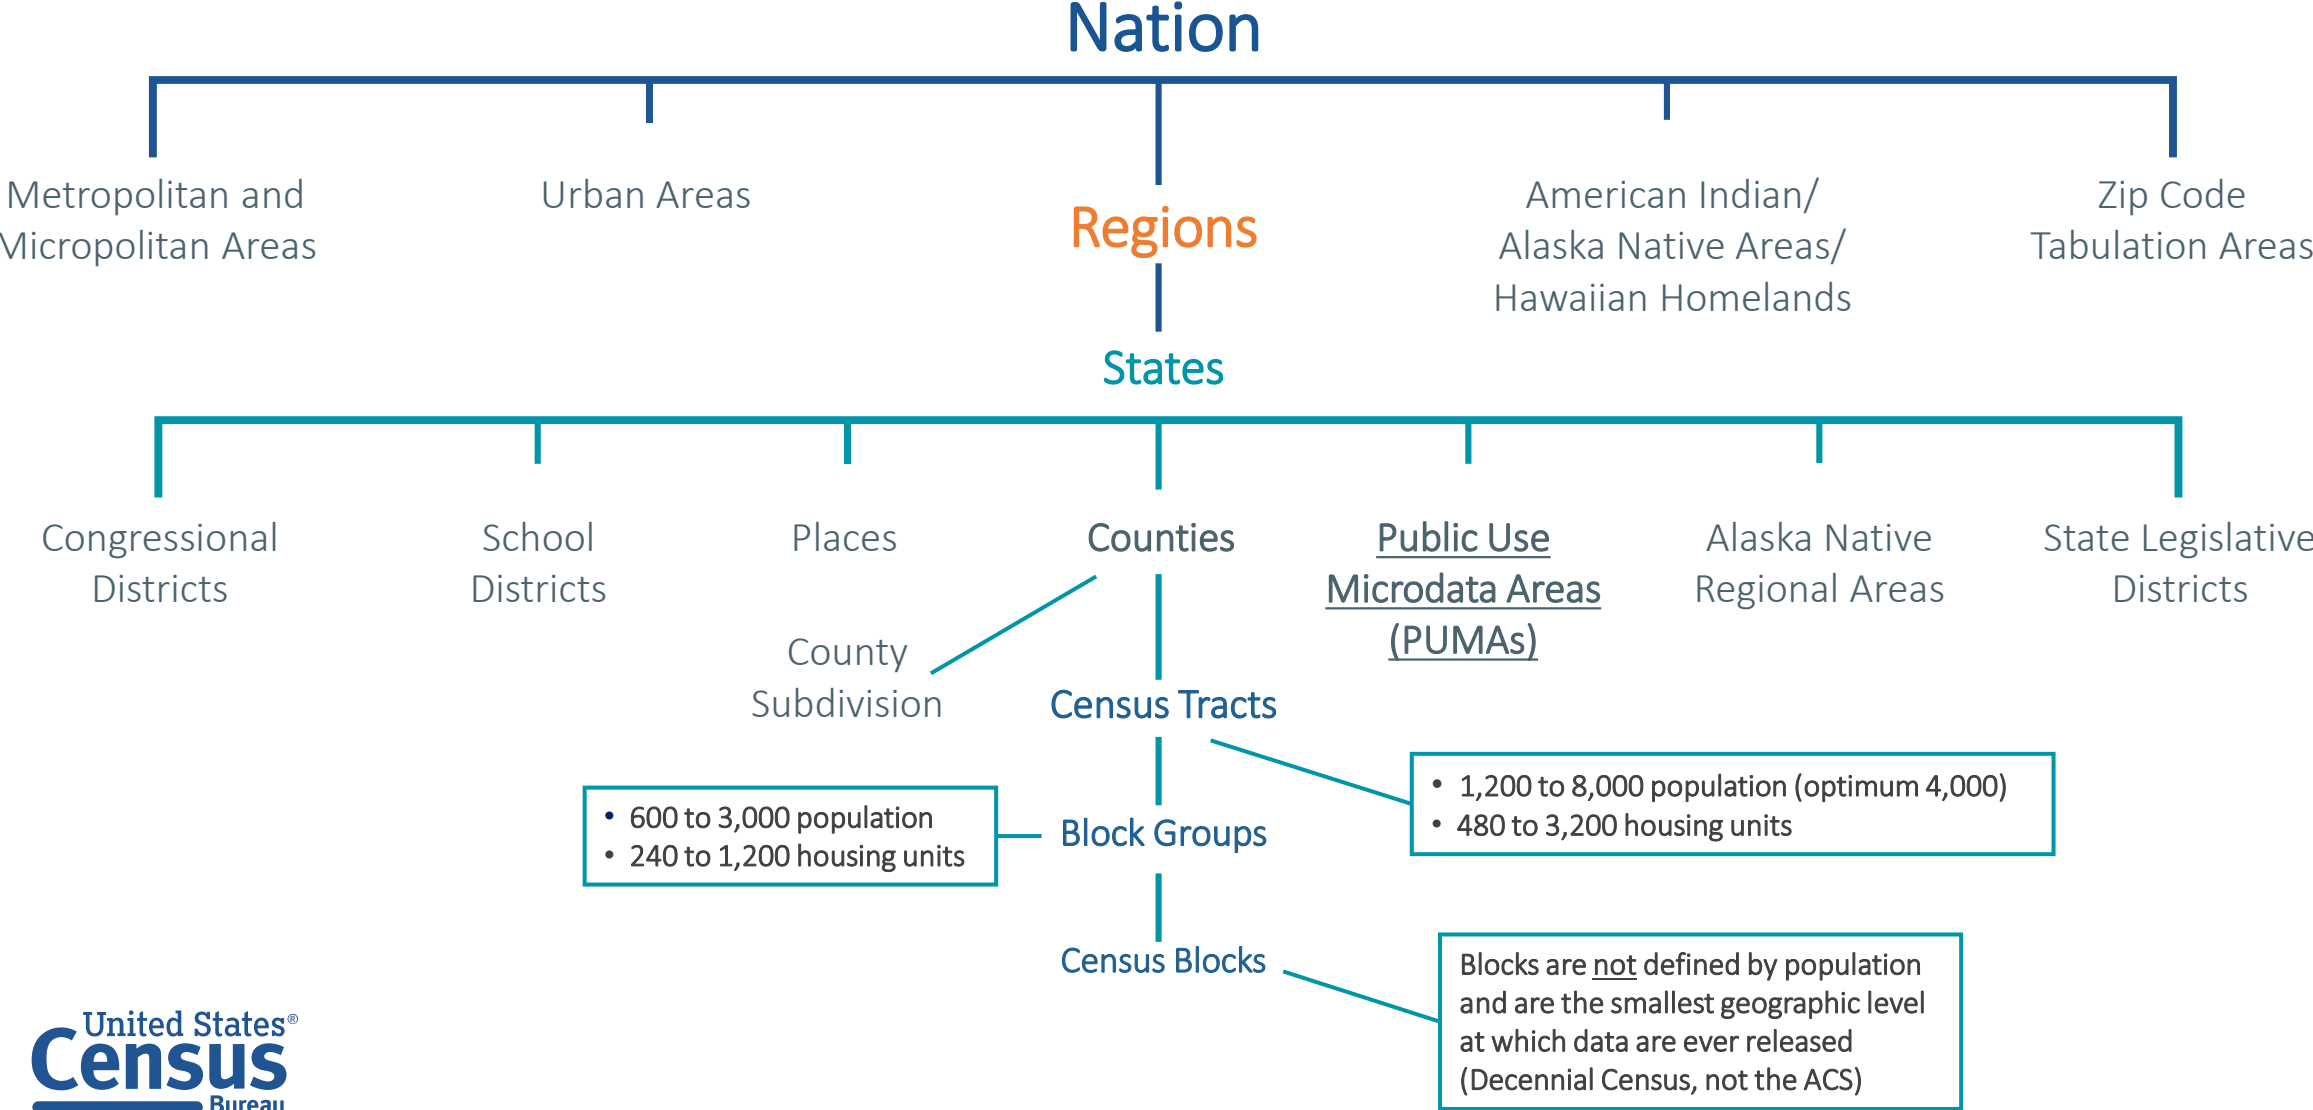 Nation
Metropolitan and
Micropolitan Areas
Urban Areas
Regions
American Indian/
Alaska Native Areas/
Hawaiian Homelands
Zip Code
Tabulation Areas
States
Congressional
Districts
School
Districts
Places
Counties
Public Use
Microdata Areas
(PUMAs)
Alaska Native
Regional Areas
State Legislative
Districts
County
Subdivision
Census Tracts
• 1,200 to 8,000 population (optimum 4,000)
• 480 to 3,200 housing units
• 600 to 3,000 population
• 240 to 1,200 housing units
Block Groups
Census Blocks
Blocks are not defined by population
and are the smallest geographic level
at which data are ever released
(Decennial Census, not the ACS)
United States®
Census
Bureau